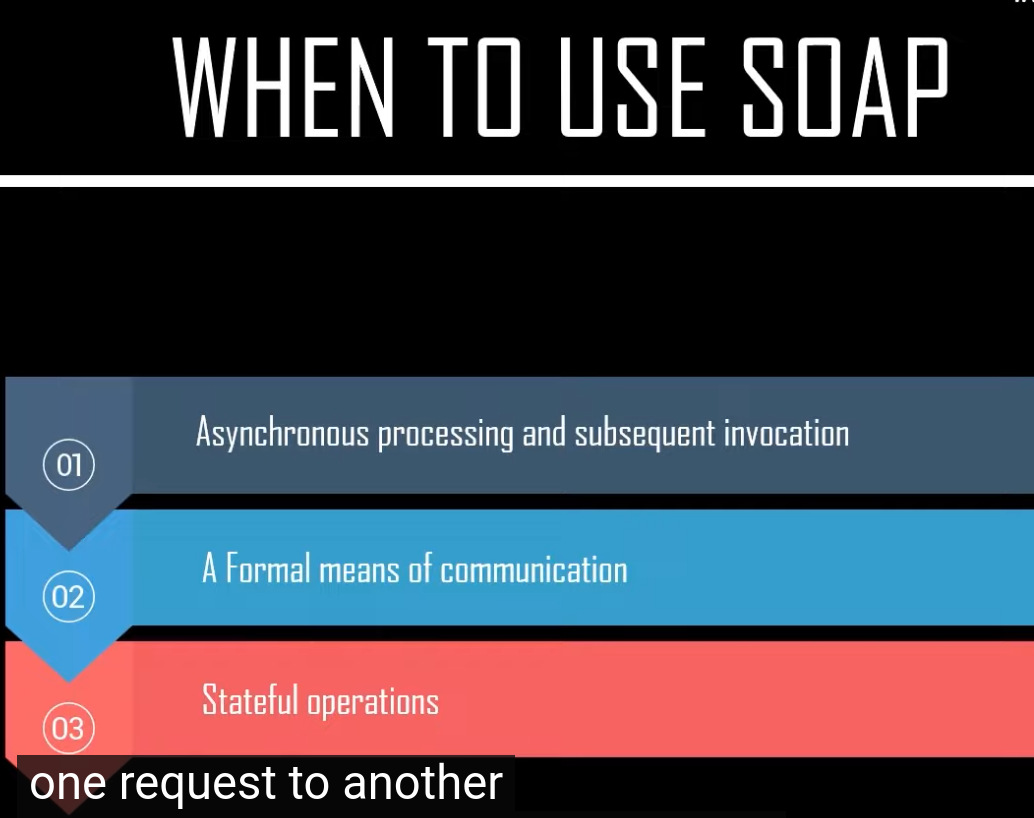 WHEN TO USE SOAP
01
Asynchronous processing and subsequent invocation
02
A Formal means of communication
03
Stateful operations
one request to another